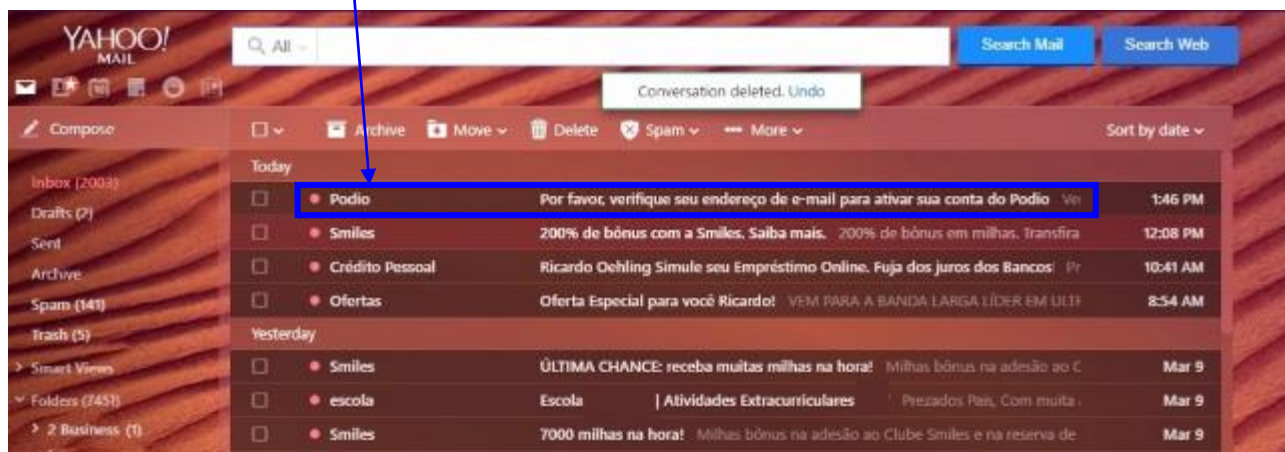 YAHOO!
MAIL
All
Search Mail
Search Web
Conversation deleted. Undo
Compose
Archive Move Delete Spam More
Sort by date
Today
Inbox (2003)
Drafts (2)
Sent
Archive
Spam (141)
Trash (5)
Smart Views
Folders (7451)
2 Business (1)
Podio Por favor, verifique seu endereço de e-mail para ativar sua conta do Podio 1:46 PM
Smiles 200% de bônus com a Smiles. Saiba mais. 200% de bônus em milhas. Transfira 12:08 PM
Crédito Pessoal Ricardo Oehling Simule seu Empréstimo Online. Fuja dos juros dos Bancos! Pr 10:41 AM
Ofertas Oferta Especial para você Ricardo! VEM PARA A BANDA LARGA LÍDER EM 8:54 AM
Yesterday
Smiles ÚLTIMA CHANCE: receba muitas milhas na hora! Milhas bônus na adesão ao C Mar 9
escola Escola | Atividades Extracurriculares Prezados Pais, Com muita Mar 9
Smiles 7000 milhas na hora! Milhas bônus na adesão ao Clube Smiles e na reserva de Mar 9